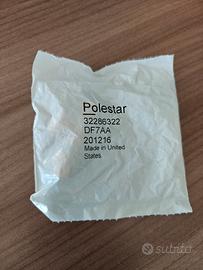 Polestar
32286322
DF7AA
201216
Made in United
States
subito